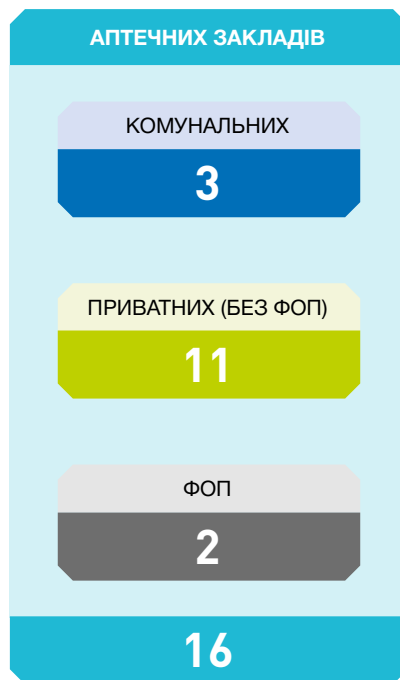 АПТЕЧНИХ ЗАКЛАДІВ
КОМУНАЛЬНИХ
3
ПРИВАТНИХ (БЕЗ ФОП)
11
ФОП
2
16